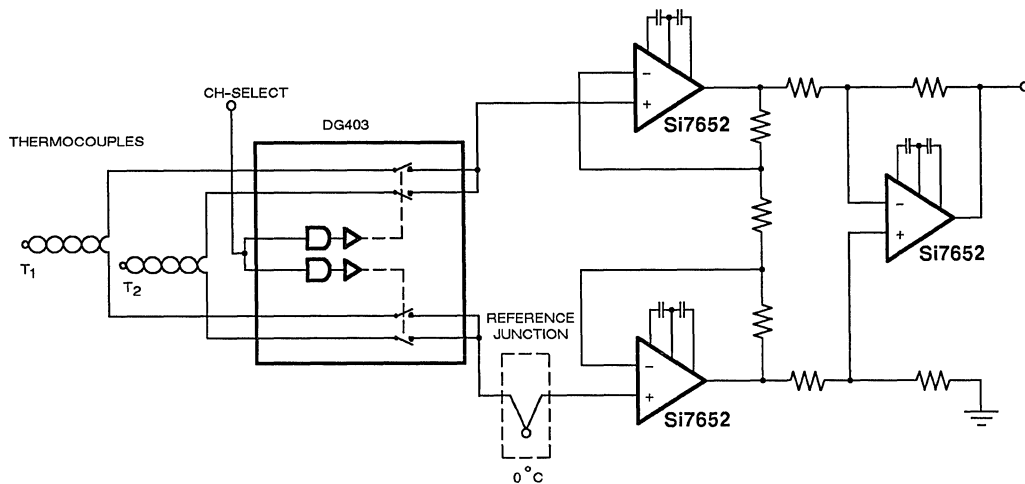 CH-SELECT
DG403
THERMOCOUPLES
T1
T2
Si7652
Si7652
REFERENCE
JUNCTION
Si7652
0 °C